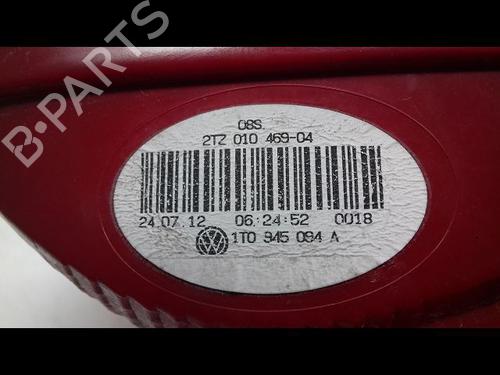 08S.
2TZ 010 469-04
24.07.12 06:24:52 0018
1T0 945 094 A
B-PARTS